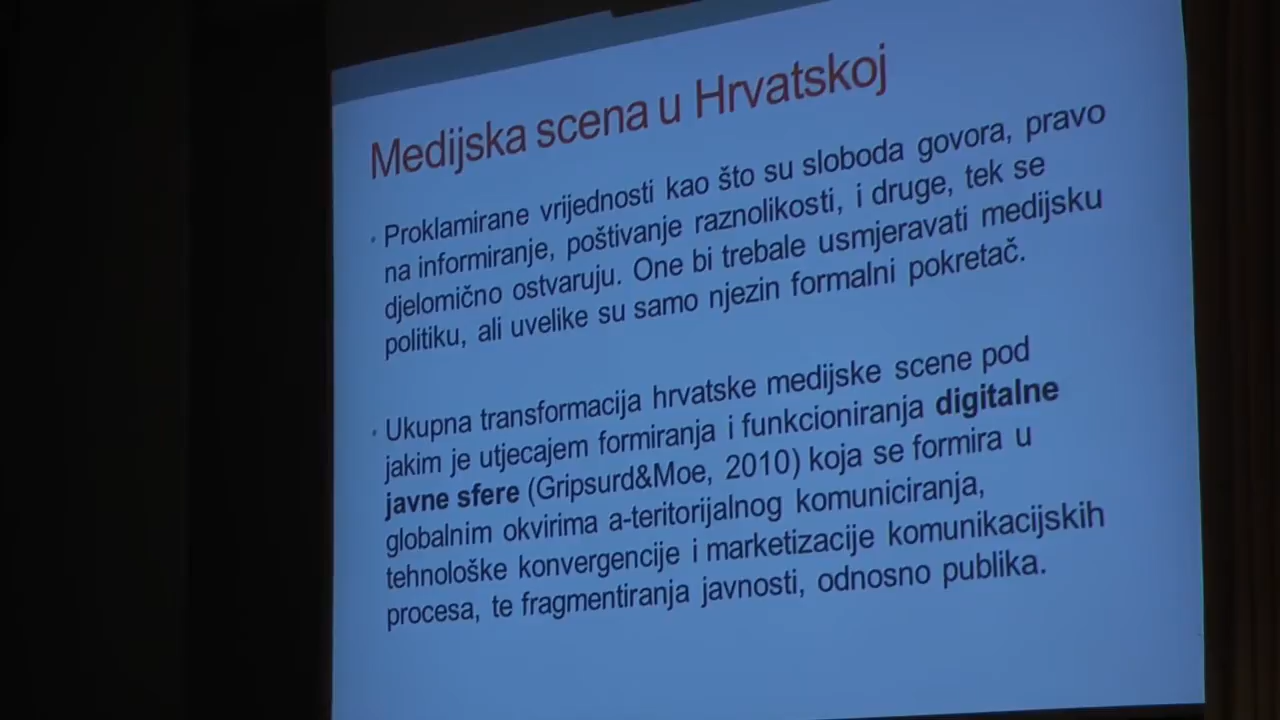 Medijska scena u Hrvatskoj
• Proklamirane vrijednosti kao što su sloboda govora, pravo
na informiranje, poštivanje raznolikosti, i druge, tek se
djelomično ostvaruju. One bi trebale usmjeravati medijsku
politiku, ali uvelike su samo njezin formalni pokretač.
• Ukupna transformacija hrvatske medijske scene pod
jakim je utjecajem formiranja i funkcioniranja digitalne
javne sfere (Gripsurd&Moe, 2010) koja se formira u
globalnim okvirima a-teritorijalnog komuniciranja,
tehnološke konvergencije i marketizacije komunikacijskih
procesa, te fragmentiranja javnosti, odnosno publika.